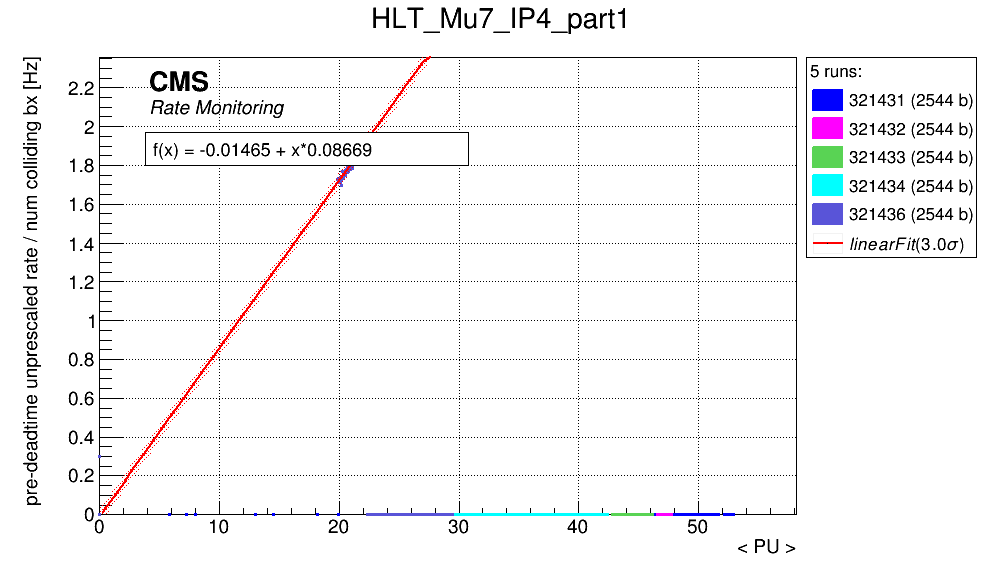 HLT_Mu7_IP4_part1
pre-deadtime unprescaled rate / num colliding bx [Hz]
CMS
Rate Monitoring
f(x) = -0.01465 + x*0.08669
2.2
2
1.8
1.6
1.4
1.2
1
0.8
0.6
0.4
0.2
0
0 10 20 30 40 50
< PU >
5 runs:
321431 (2544 b)
321432 (2544 b)
321433 (2544 b)
321434 (2544 b)
321436 (2544 b)
linearFit(3.0σ)